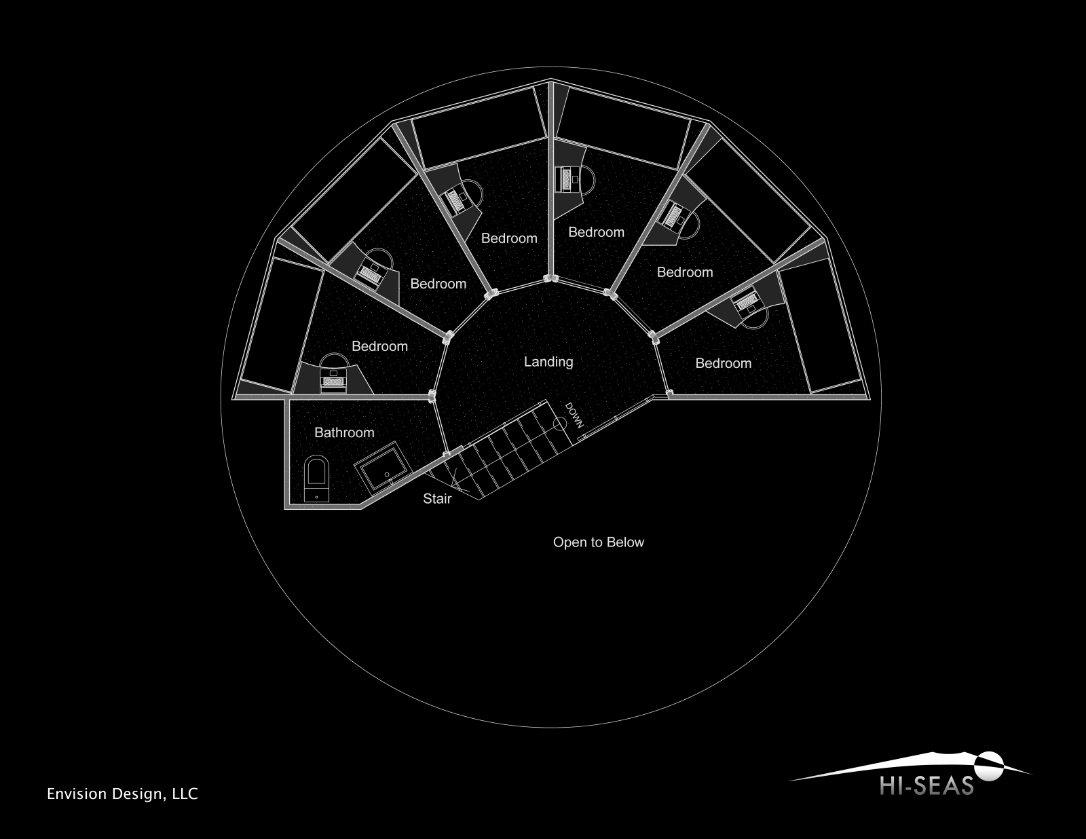 Bedroom
Bedroom
Bedroom
Bedroom
Bedroom
Bedroom
Landing
DOWN
Bathroom
Stair
Open to Below
Envision Design, LLC
HI-SEAS